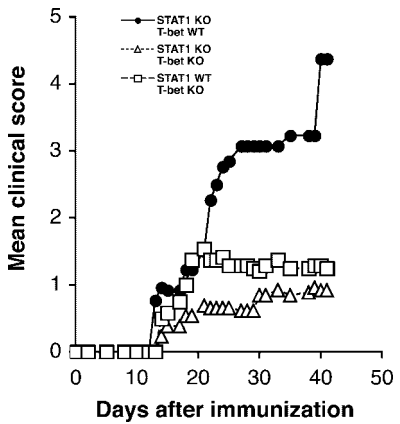 STAT1 KO
T-bet WT
STAT1 KO
T-bet KO
STAT1 WT
T-bet KO
Mean clinical score
5
4
3
2
1
0
0 10 20 30 40 50
Days after immunization